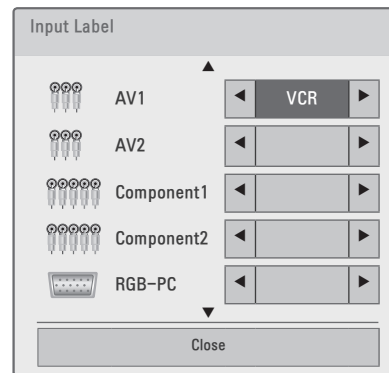 Input Label
AV1 VCR
AV2
Component1
Component2
RGB-PC
Close